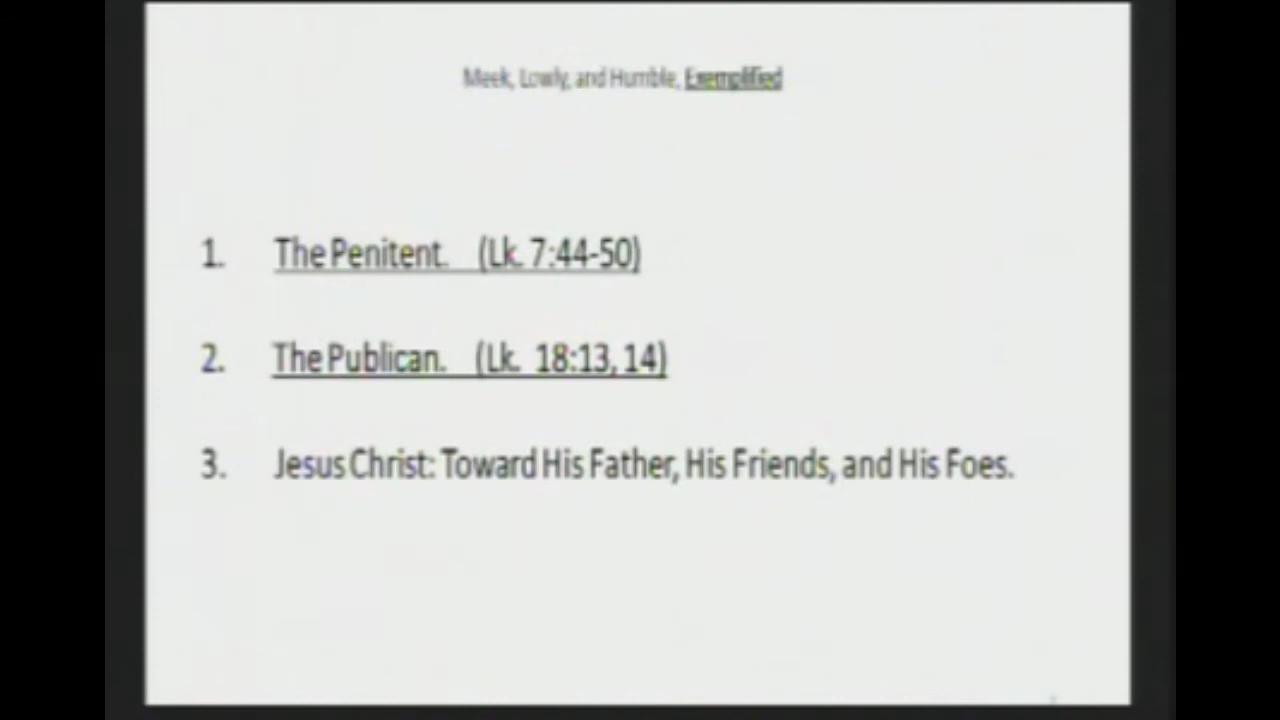 Meek, Lowly, and Humble, Exemplified
1. The Penitent. (Lk. 7:44-50)
2. The Publican. (Lk. 18:13, 14)
3. Jesus Christ: Toward His Father, His Friends, and His Foes.